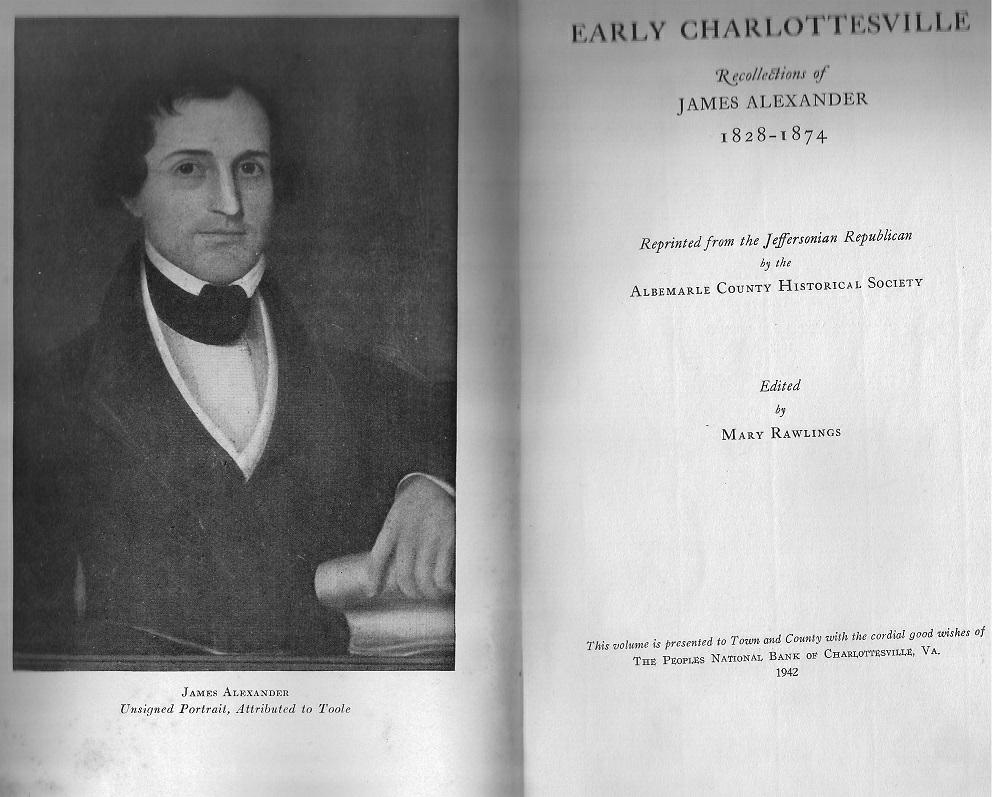 JAMES ALEXANDER
Unsigned Portrait, Attributed to Toole
EARLY CHARLOTTESVILLE
Recollections of
JAMES ALEXANDER
1828-1874
Reprinted from the Jeffersonian Republican
by the
ALBEMARLE COUNTY HISTORICAL SOCIETY
Edited
by
MARY RAWLINGS
This volume is presented to Town and County with the cordial good wishes of
THE PEOPLES NATIONAL BANK OF CHARLOTTESVILLE, VA.
1942